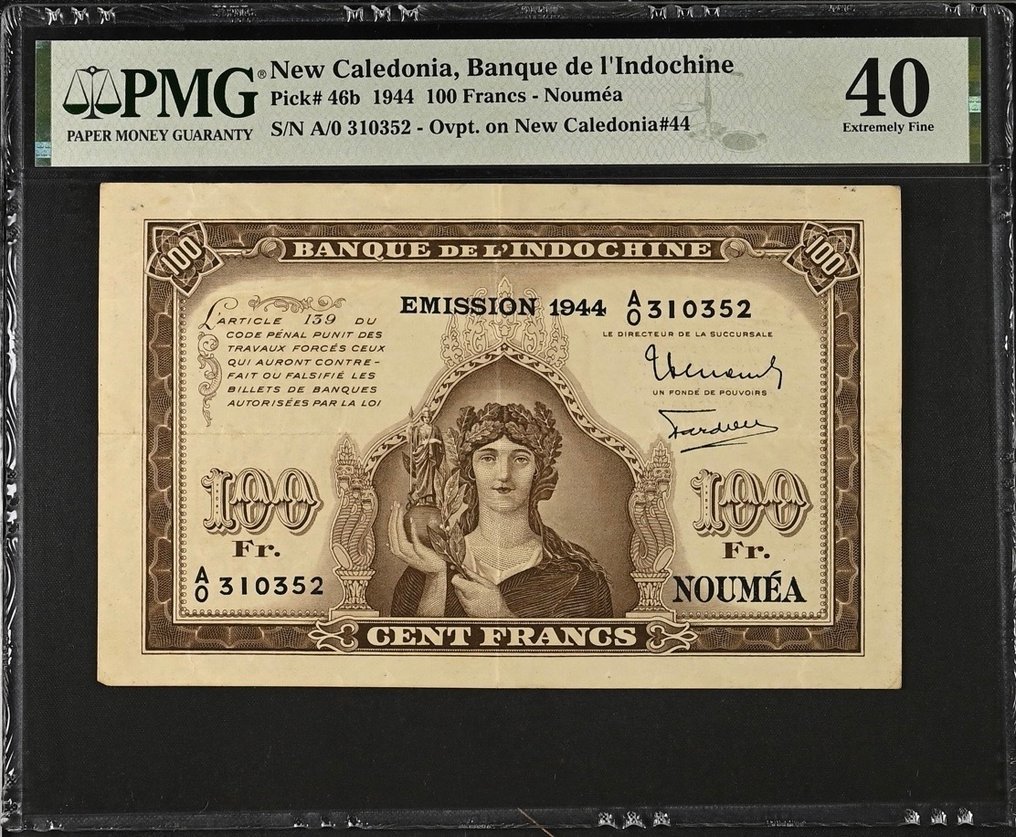 PMG®
PAPER MONEY GUARANTY
New Caledonia, Banque de l'Indochine
Pick# 46b 1944 100 Francs - Nouméa
S/N A/0 310352 - Ovpt. on New Caledonia#44
40
Extremely Fine
100
BANQUE DE L'INDOCHINE
100
L'ARTICLE 139 DU
CODE PÉNAL PUNIT DES
TRAVAUX FORCÉS CEUX
QUI AURONT CONTRE-
FAIT OU FALSIFIÉ LES
BILLETS DE BANQUES
AUTORISÉES PAR LA LOI
EMISSION 1944 A/0 310352
LE DIRECTEUR DE LA SUCCURSALE
UN FONDÉ DE POUVOIRS
100
Fr.
A/0 310352
100
Fr.
NOUMÉA
CENT FRANCS